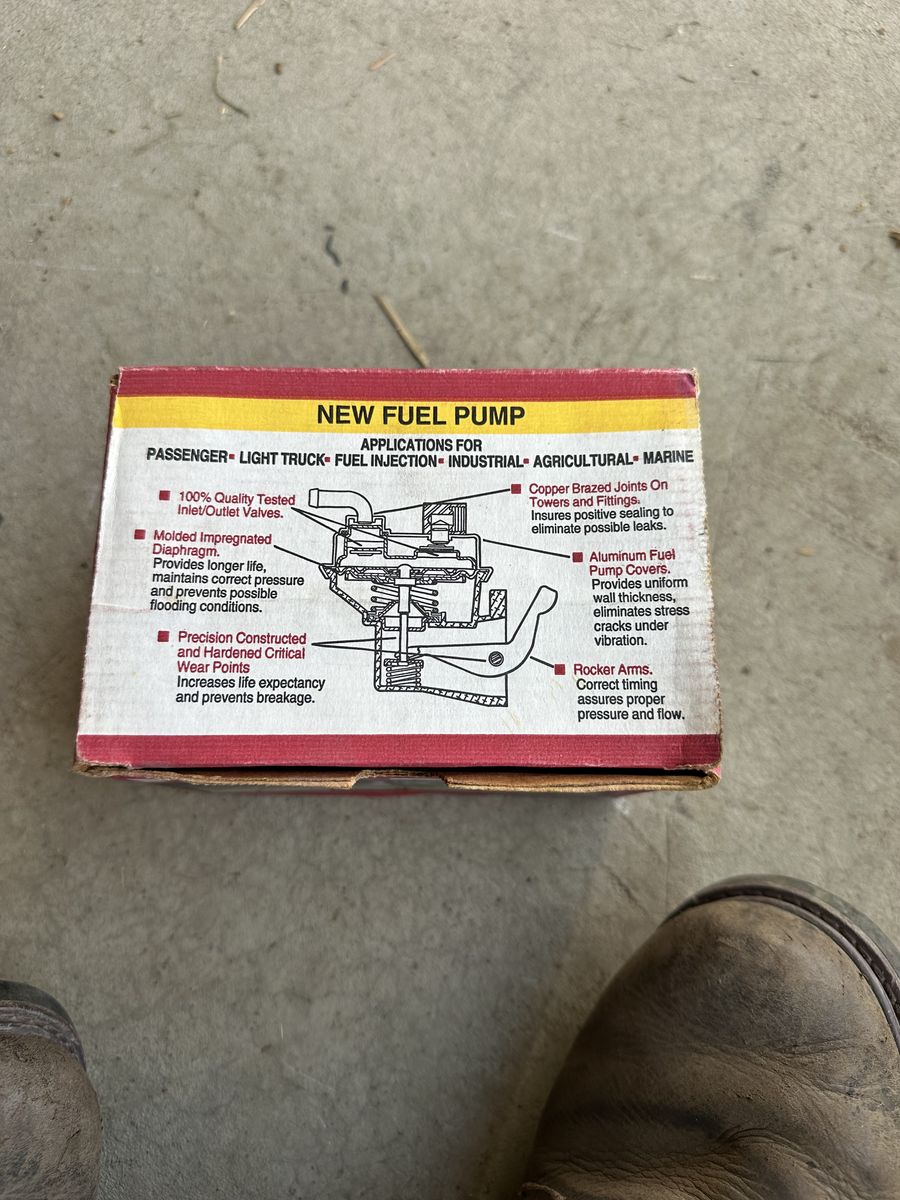 NEW FUEL PUMP
APPLICATIONS FOR
PASSENGER▪ LIGHT TRUCK▪ FUEL INJECTION▪ INDUSTRIAL▪ AGRICULTURAL▪ MARINE
100% Quality Tested
Inlet/Outlet Valves.
Molded Impregnated
Diaphragm.
Provides longer life,
maintains correct pressure
and prevents possible
flooding conditions.
Precision Constructed
and Hardened Critical
Wear Points
Increases life expectancy
and prevents breakage.
Copper Brazed Joints On
Towers and Fittings.
Insures positive sealing to
eliminate possible leaks.
Aluminum Fuel
Pump Covers.
Provides uniform
wall thickness,
eliminates stress
cracks under
vibration.
Rocker Arms.
Correct timing
assures proper
pressure and flow.